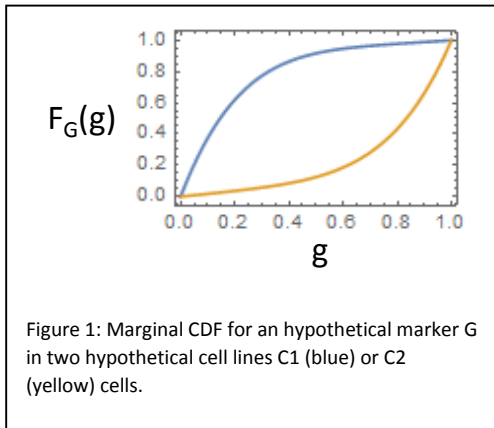 1.0
0.8
0.6
F_G(g)
0.4
0.2
0.0
0.0 0.2 0.4 0.6 0.8 1.0
g
Figure 1: Marginal CDF for an hypothetical marker G
in two hypothetical cell lines C1 (blue) or C2
(yellow) cells.